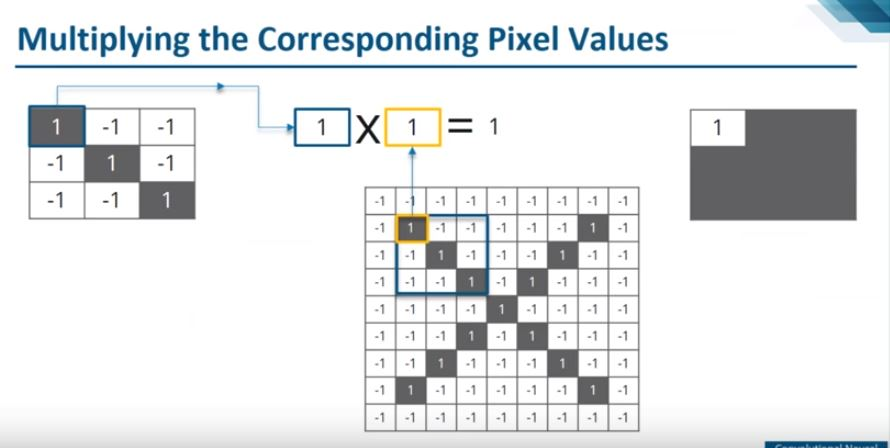 Multiplying the Corresponding Pixel Values
1 -1 -1
-1 1 -1
-1 -1 1
1 X 1 = 1
1
-1 -1 -1 -1 -1 -1 -1 -1 -1
-1 1 -1 -1 -1 -1 -1 1 -1
-1 -1 1 -1 -1 -1 1 -1 -1
-1 -1 -1 1 -1 1 -1 -1 -1
-1 -1 -1 -1 1 -1 -1 -1 -1
-1 -1 -1 1 -1 1 -1 -1 -1
-1 -1 1 -1 -1 -1 1 -1 -1
-1 1 -1 -1 -1 -1 -1 1 -1
-1 -1 -1 -1 -1 -1 -1 -1 -1